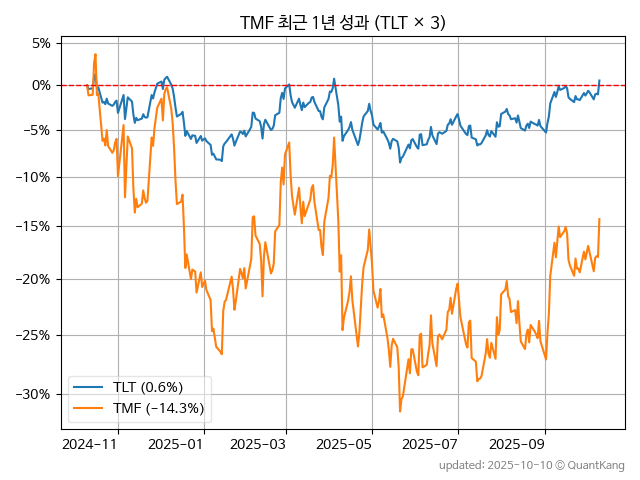 TMF 최근 1년 성과 (TLT × 3)
5%
0%
−5%
−10%
−15%
−20%
−25%
−30%
TLT (0.6%)
TMF (−14.3%)
2024−11 2025−01 2025−03 2025−05 2025−07 2025−09
updated: 2025-10-10 © QuantKang